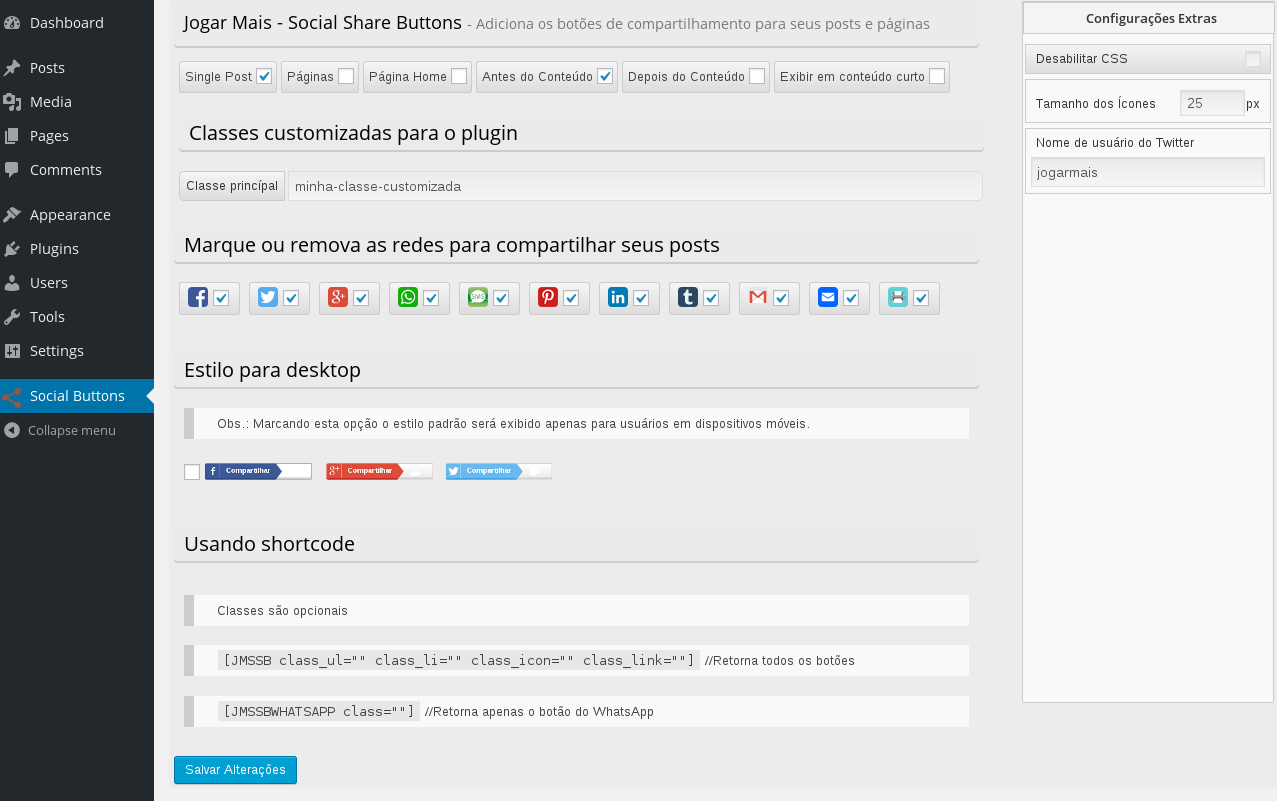 Dashboard
Posts
Media
Pages
Comments
Appearance
Plugins
Users
Tools
Settings
Social Buttons
Collapse menu
Jogar Mais - Social Share Buttons - Adiciona os botões de compartilhamento para seus posts e páginas
Single Post
Páginas
Página Home
Antes do Conteúdo
Depois do Conteúdo
Exibir em conteúdo curto
Classes customizadas para o plugin
Classe princípal
minha-classe-customizada
Marque ou remova as redes para compartilhar seus posts
Estilo para desktop
Obs.: Marcando esta opção o estilo padrão será exibido apenas para usuários em dispositivos móveis.
Compartilhar
Compartilhar
Compartilhar
Usando shortcode
Classes são opcionais
[JMSSB class_ul="" class_li="" class_icon="" class_link=""] //Retorna todos os botões
[JMSSBWHATSAPP class=""] //Retorna apenas o botão do WhatsApp
Salvar Alterações
Configurações Extras
Desabilitar CSS
Tamanho dos Ícones 25 px
Nome de usuário do Twitter
jogarmais